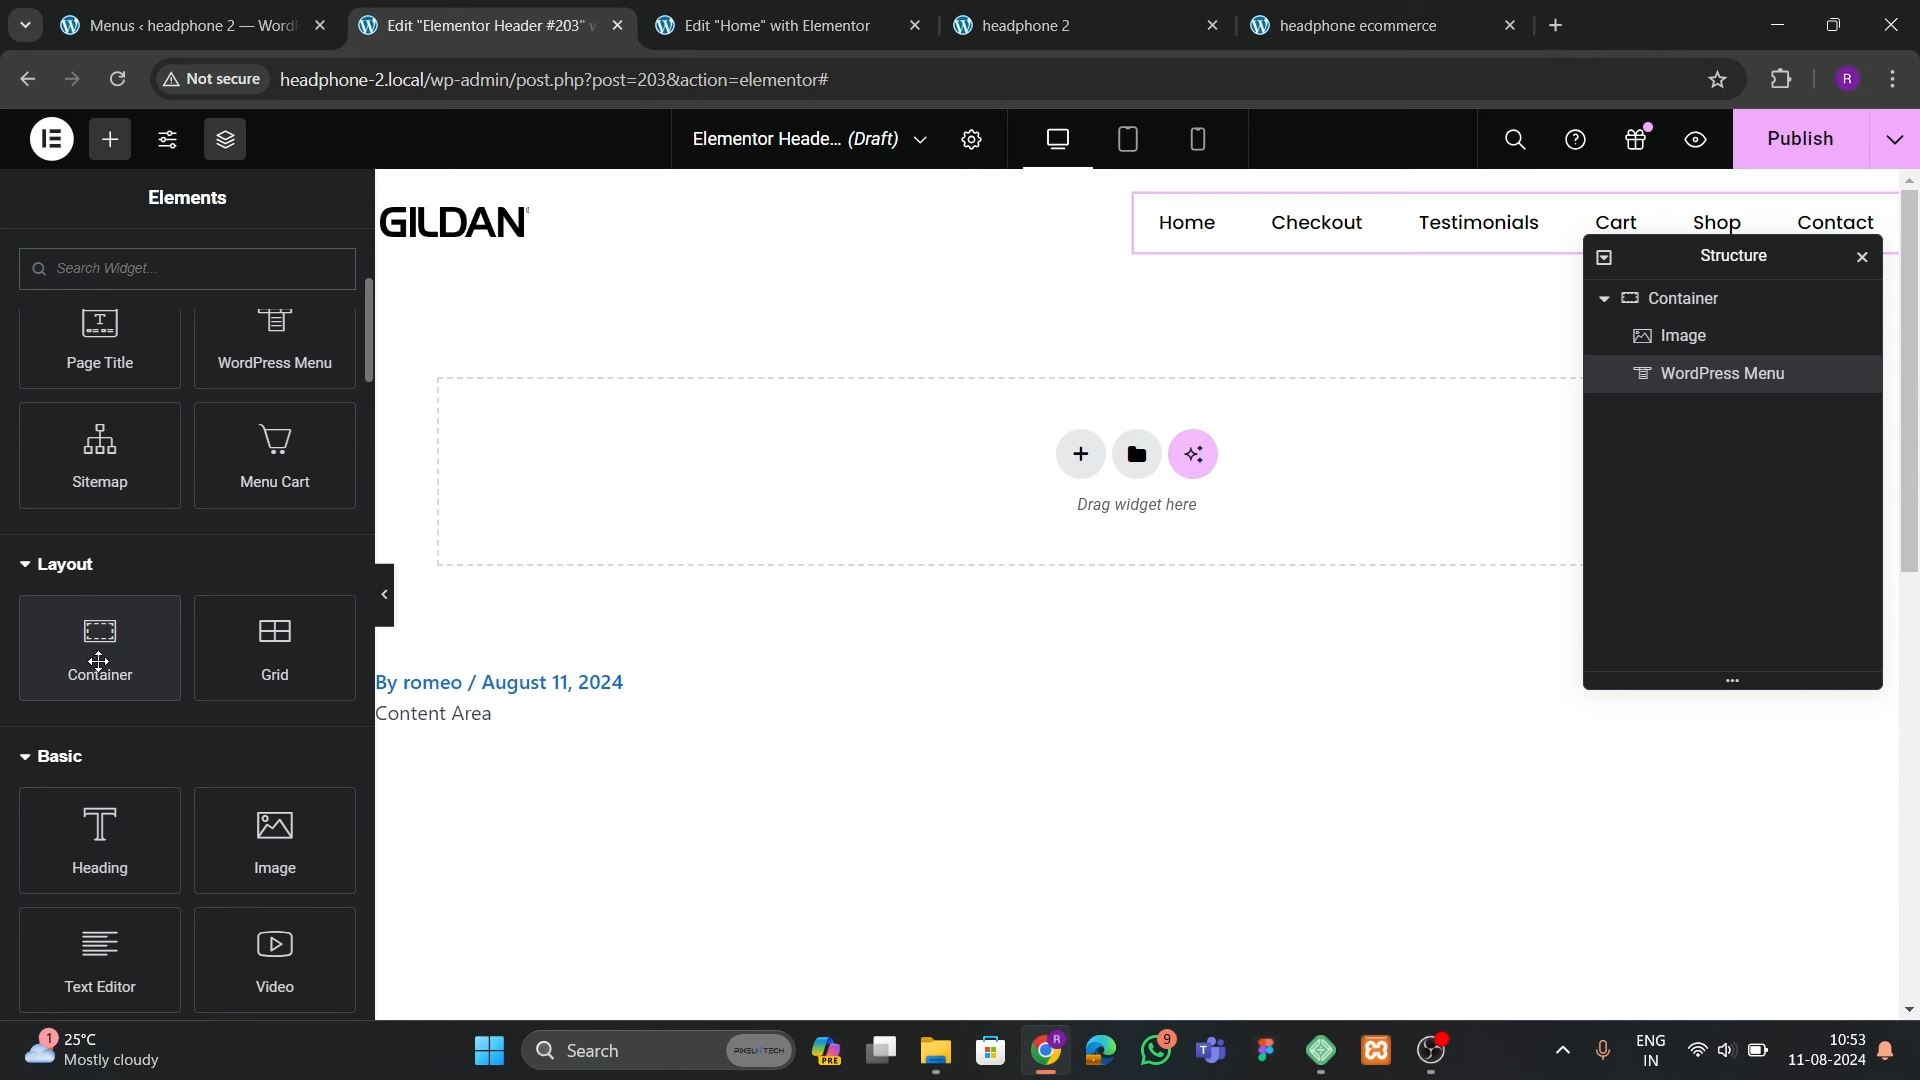 Menus ‹ headphone 2 — Word
Edit "Elementor Header #203" w
Edit "Home" with Elementor
headphone 2
headphone ecommerce
Not secure
headphone-2.local/wp-admin/post.php?post=203&action=elementor#
R
Elementor Heade... (Draft)
Publish
Elements
Search Widget...
Page Title
WordPress Menu
Sitemap
Menu Cart
Layout
Container
Grid
Basic
Heading
Image
Text Editor
Video
GILDAN
Home
Checkout
Testimonials
Cart
Shop
Contact
Drag widget here
By romeo / August 11, 2024
Content Area
Structure
Container
Image
WordPress Menu
1
25°C
Mostly cloudy
Search
PIXELOTECH
PRE
R
9
ENG
IN
10:53
11-08-2024